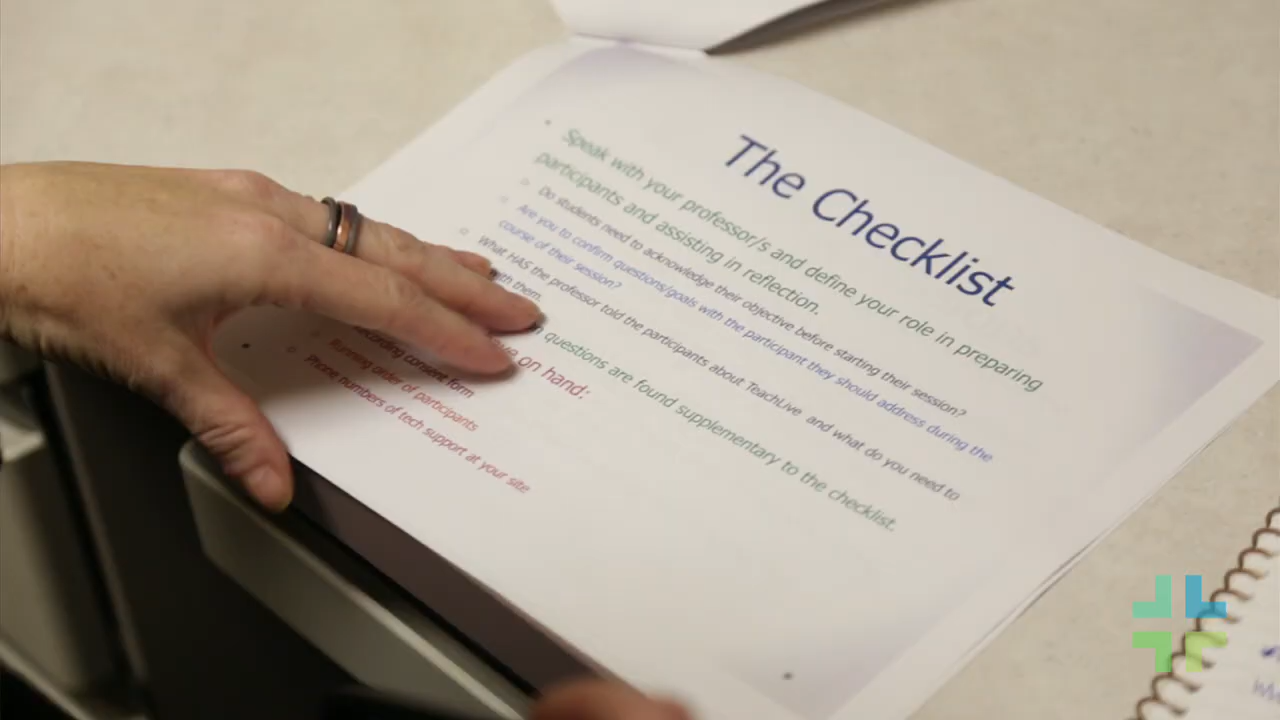 The Checklist
Speak with your professor/s and define your role in preparing
participants and assisting in reflection.
Do students need to acknowledge their objective before starting their session?
Are you to confirm questions/goals with the participant they should address during the
course of their session?
What HAS the professor told the participants about TeachLive and what do you need to
them.
questions are found supplementary to the checklist.
on hand:
consent form
Running order of participants
Phone numbers of tech support at your site